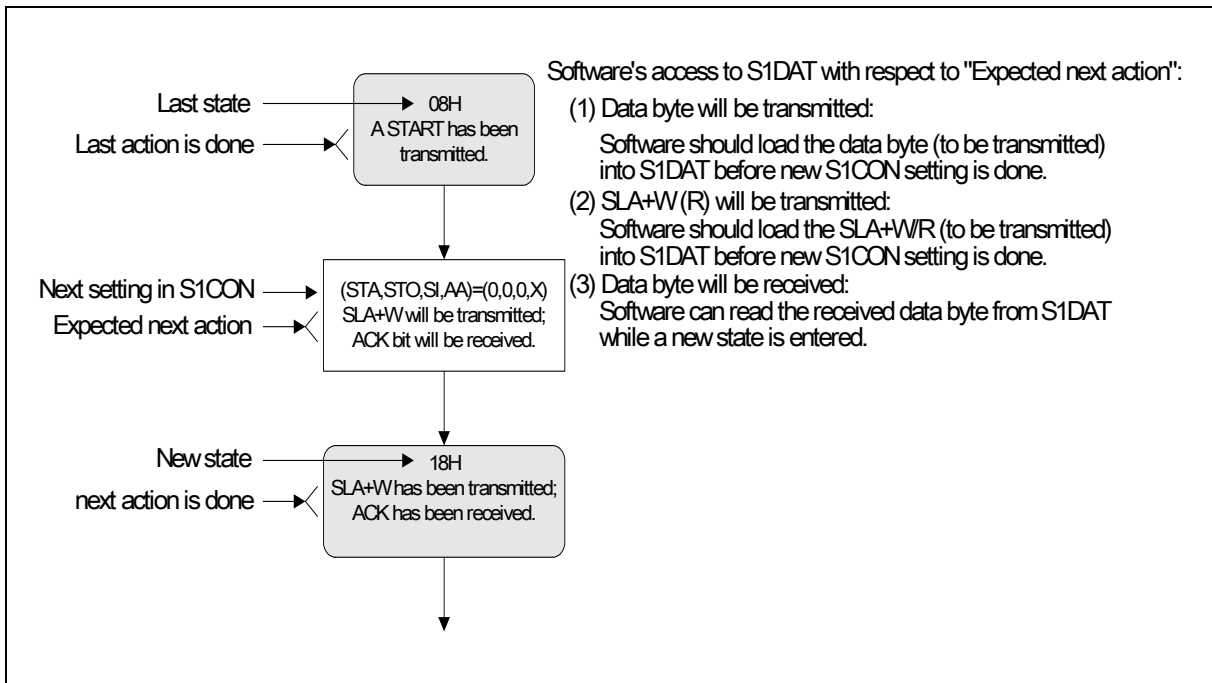 Last state
Last action is done
08H
A START has been
transmitted.
Next setting in S1CON
Expected next action
(STA,STO,SI,AA)=(0,0,0,X)
SLA+W will be transmitted;
ACK bit will be received.
New state
next action is done
18H
SLA+W has been transmitted;
ACK has been received.
Software's access to S1DAT with respect to "Expected next action":
(1) Data byte will be transmitted:
Software should load the data byte (to be transmitted)
into S1DAT before new S1CON setting is done.
(2) SLA+W (R) will be transmitted:
Software should load the SLA+W/R (to be transmitted)
into S1DAT before new S1CON setting is done.
(3) Data byte will be received:
Software can read the received data byte from S1DAT
while a new state is entered.